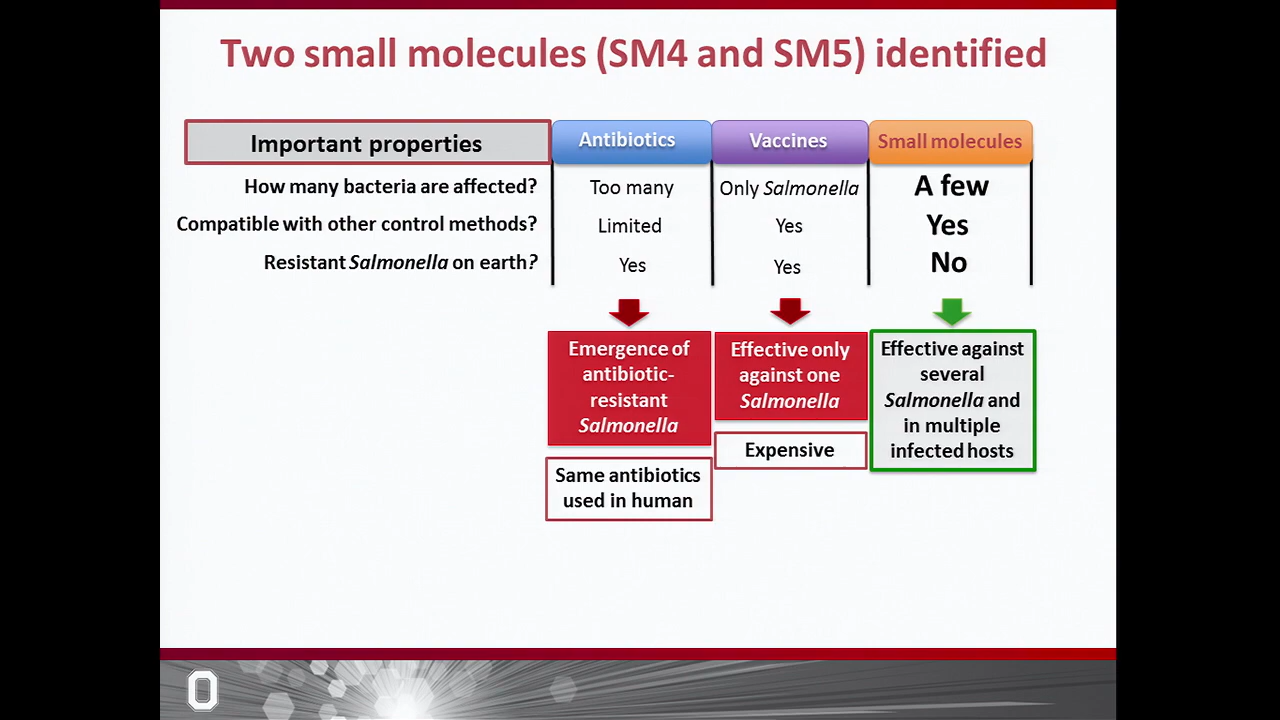 Two small molecules (SM4 and SM5) identified
Important properties
Antibiotics
Vaccines
Small molecules
How many bacteria are affected?
Too many
Only Salmonella
A few
Compatible with other control methods?
Limited
Yes
Yes
Resistant Salmonella on earth?
Yes
Yes
No
Emergence of
antibiotic-
resistant
Salmonella
Effective only
against one
Salmonella
Effective against
several
Salmonella and
in multiple
infected hosts
Same antibiotics
used in human
Expensive
O